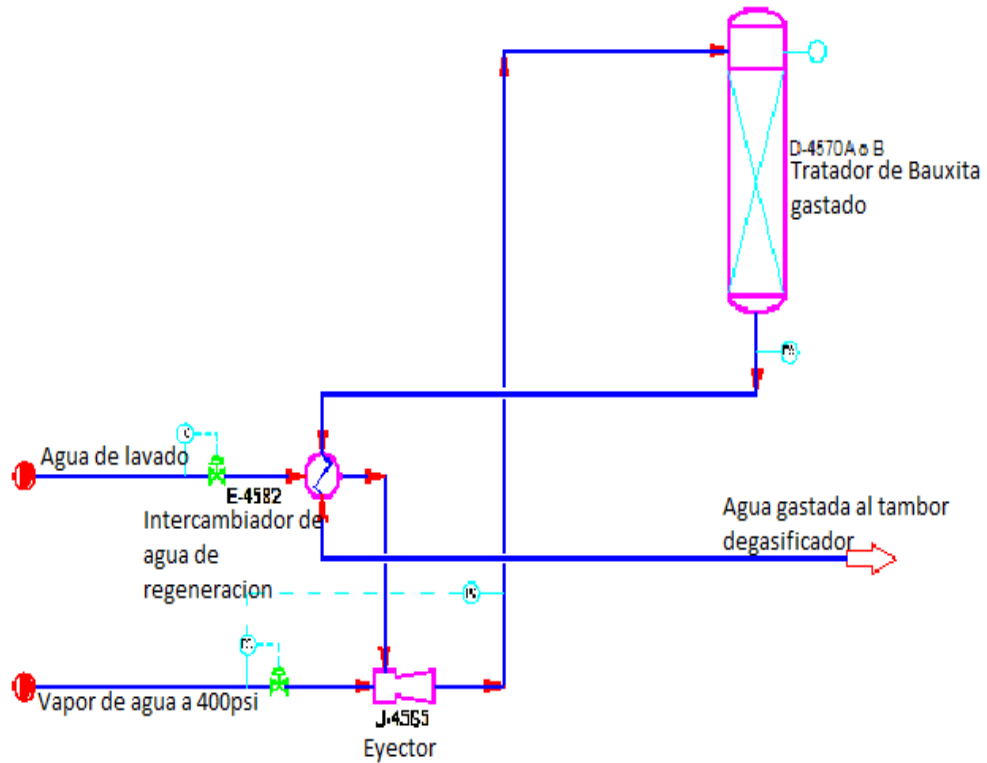 D-4570A o B
Tratador de Bauxita
gastado
Agua de lavado
E-4582
Intercambiador de
agua de
regeneracion
Agua gastada al tambor
degasificador
Vapor de agua a 400psi
J-4565
Eyector